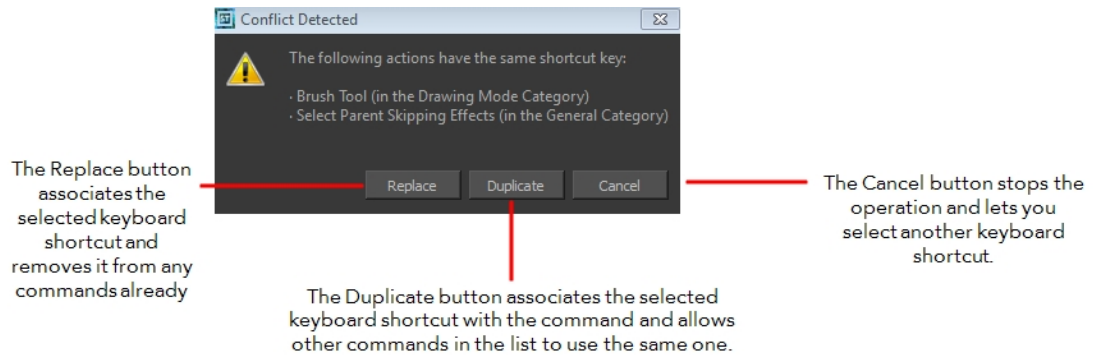 Conflict Detected
The following actions have the same shortcut key:
· Brush Tool (in the Drawing Mode Category)
· Select Parent Skipping Effects (in the General Category)
Replace
Duplicate
Cancel
The Replace button
associates the
selected keyboard
shortcut and
removes it from any
commands already
The Duplicate button associates the selected
keyboard shortcut with the command and allows
other commands in the list to use the same one.
The Cancel button stops the
operation and lets you
select another keyboard
shortcut.